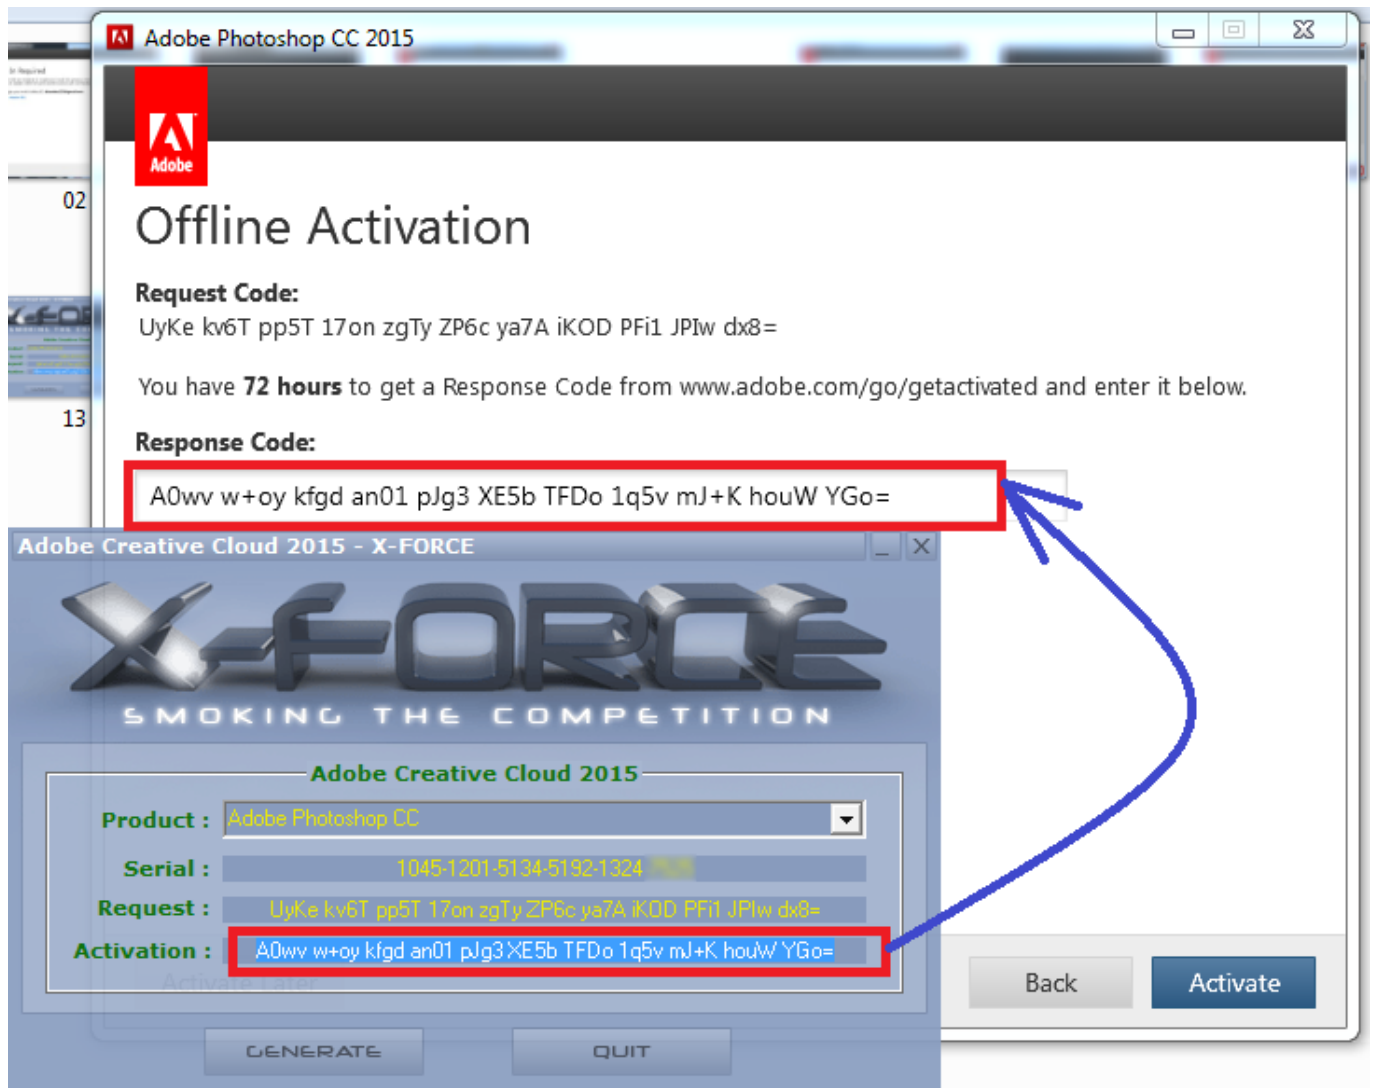 Adobe Photoshop CC 2015
Adobe
02
13
Offline Activation
Request Code:
UyKe kv6T pp5T 17on zgTy ZP6c ya7A iKOD PFi1 JPIw dx8=
You have 72 hours to get a Response Code from www.adobe.com/go/getactivated and enter it below.
Response Code:
A0wv w+oy kfgd an01 pJg3 XE5b TFDo 1q5v mJ+K houW YGo=
Adobe Creative Cloud 2015 - X-FORCE
X-FORCE
SMOKING THE COMPETITION
Adobe Creative Cloud 2015
Product : Adobe Photoshop CC
Serial : 1045-1201-5134-5192-1324
Request : UyKe kv6T pp5T 17on zgTy ZP6c ya7A iKOD PFi1 JPIw dx8=
Activation : A0wv w+oy kfgd an01 pJg3 XE5b TFDo 1q5v mJ+K houW YGo=
Activate Later
Back
Activate
GENERATE
QUIT